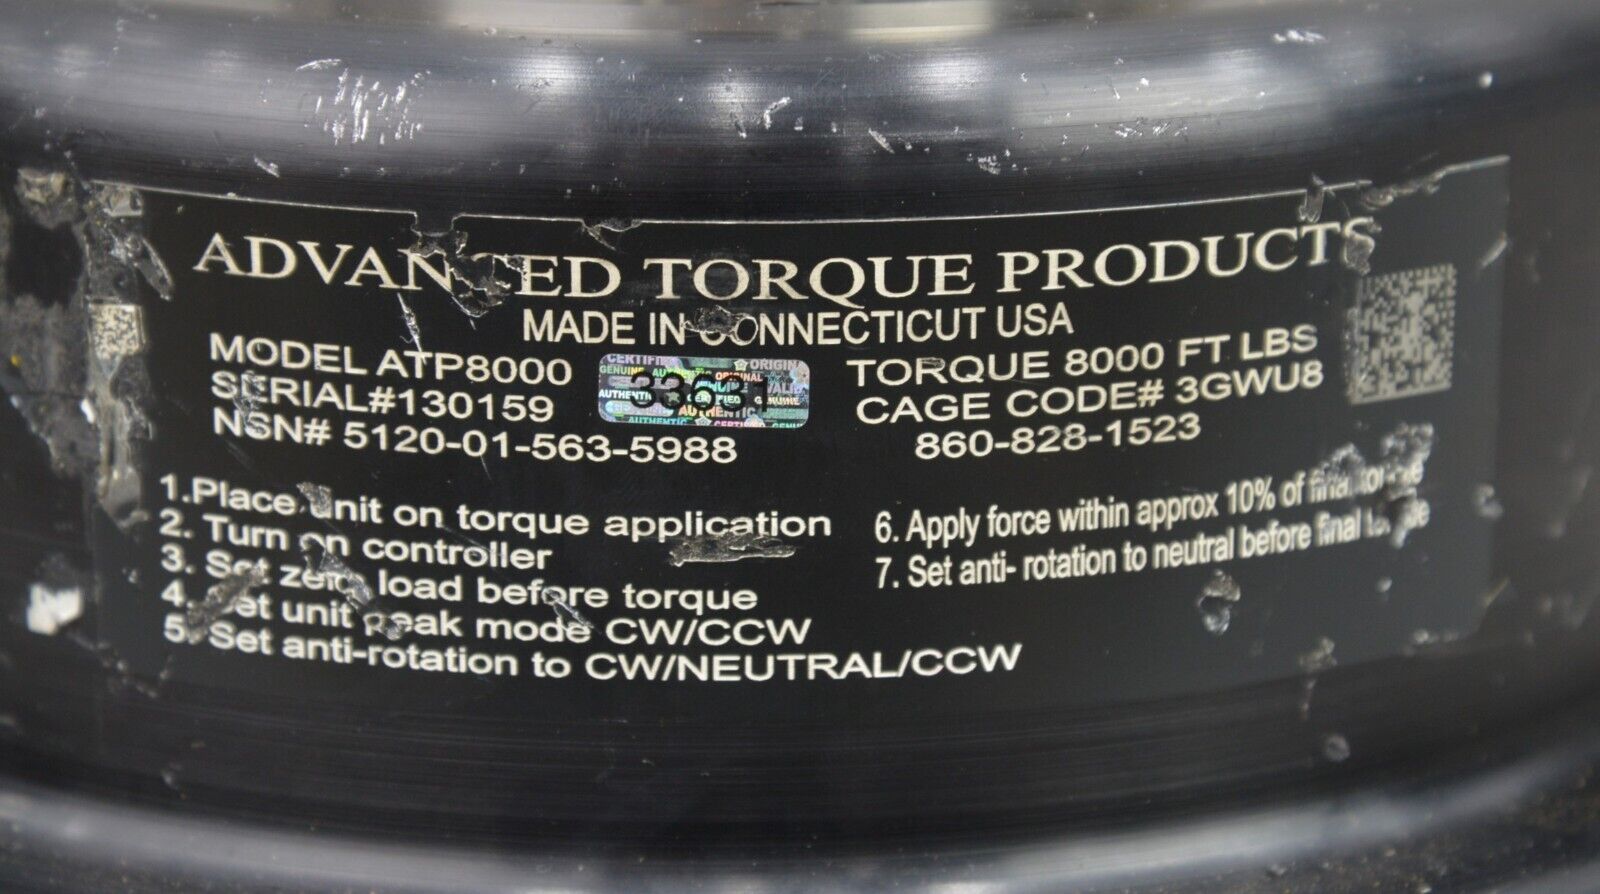 ADVANCED TORQUE PRODUCTS
MADE IN CONNECTICUT USA
MODEL ATP8000
SERIAL#130159
NSN# 5120-01-563-5988
TORQUE 8000 FT LBS
CAGE CODE# 3GWU8
860-828-1523
1.Place unit on torque application
2. Turn on controller
3. Set zero load before torque
4. Set unit peak mode CW/CCW
5. Set anti-rotation to CW/NEUTRAL/CCW
6. Apply force within approx 10% of final torque
7. Set anti- rotation to neutral before final torque